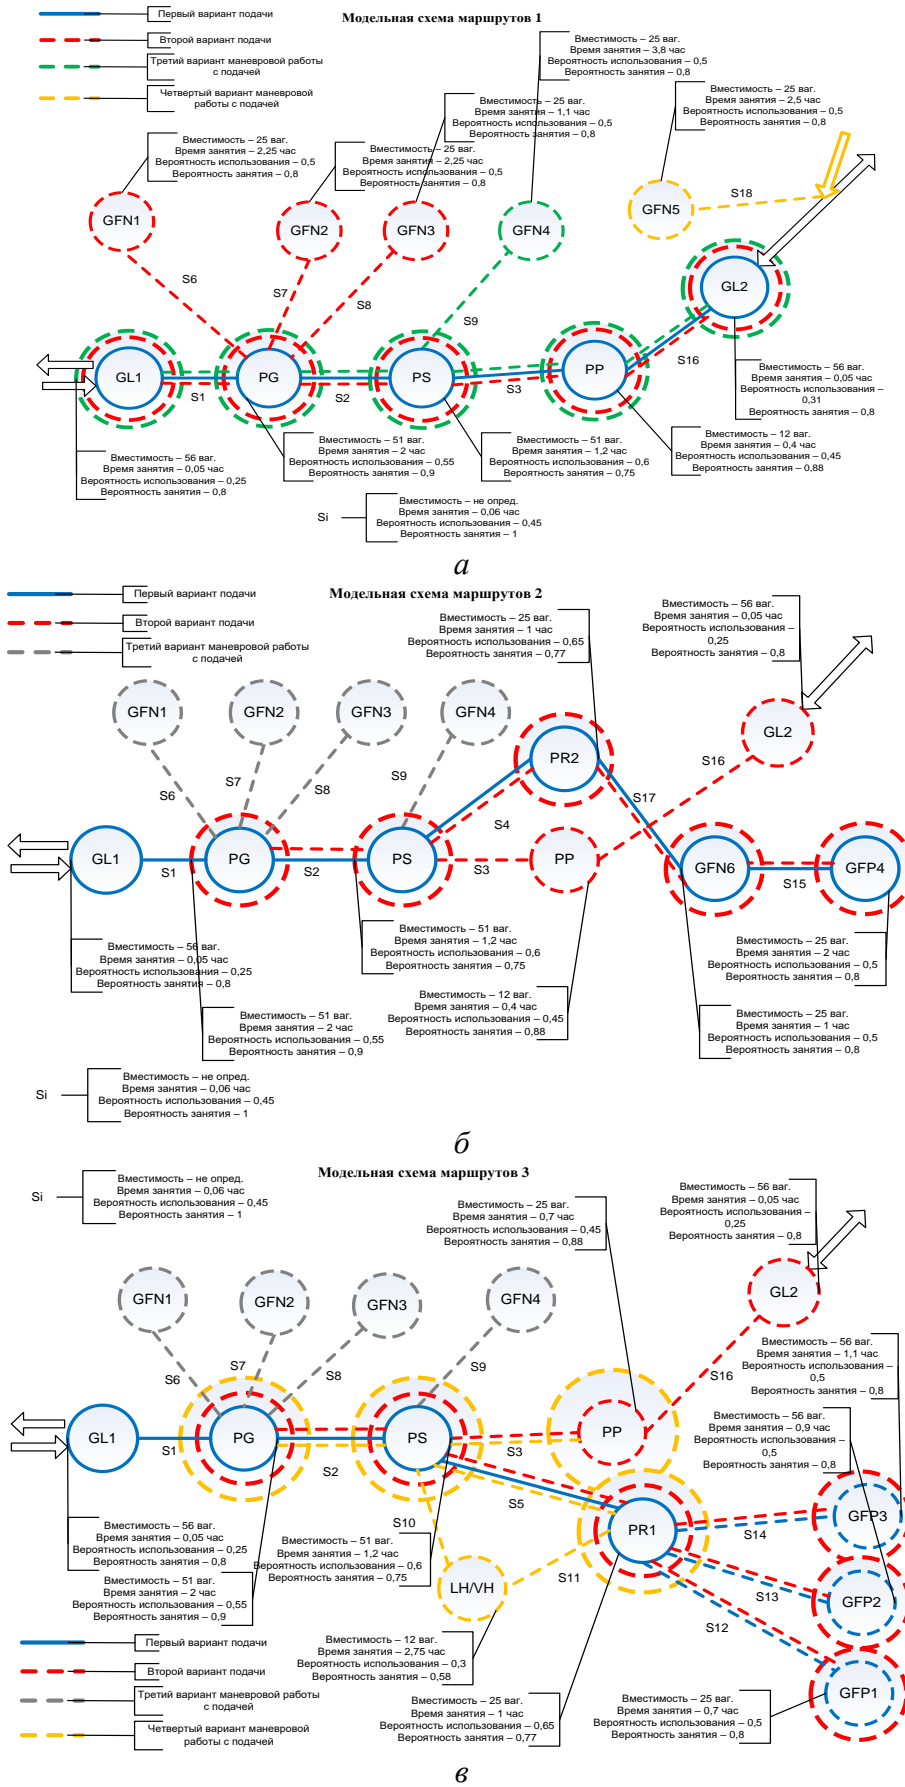 Модельная схема маршрутов 1
Первый вариант подачи
Второй вариант подачи
Третий вариант маневровой работы
с подачей
Четвертый вариант маневровой
работы с подачей
Вместимость – 25 ваг.
Время занятия – 3,8 час
Вероятность использования – 0,5
Вероятность занятия – 0,8
Вместимость – 25 ваг.
Время занятия – 2,5 час
Вероятность использования – 0,5
Вероятность занятия – 0,8
Вместимость – 25 ваг.
Время занятия – 1,1 час
Вероятность использования – 0,5
Вероятность занятия – 0,8
Вместимость – 25 ваг.
Время занятия – 2,25 час
Вероятность использования – 0,5
Вероятность занятия – 0,8
Вместимость – 25 ваг.
Время занятия – 2,25 час
Вероятность использования – 0,5
Вероятность занятия – 0,8
GFN1
GFN2
GFN3
GFN4
GFN5
S18
S6
S7
S8
S9
GL2
GL1
PG
PS
PP
S1
S2
S3
S16
Вместимость – 56 ваг.
Время занятия – 0,05 час
Вероятность использования –
0,31
Вероятность занятия – 0,8
Вместимость – 56 ваг.
Время занятия – 0,05 час
Вероятность использования – 0,25
Вероятность занятия – 0,8
Вместимость – 51 ваг.
Время занятия – 2 час
Вероятность использования – 0,55
Вероятность занятия – 0,9
Вместимость – 51 ваг.
Время занятия – 1,2 час
Вероятность использования – 0,6
Вероятность занятия – 0,75
Вместимость – 12 ваг.
Время занятия – 0,4 час
Вероятность использования – 0,45
Вероятность занятия – 0,88
Si
Вместимость – не опред.
Время занятия – 0,06 час
Вероятность использования – 0,45
Вероятность занятия – 1
а
Модельная схема маршрутов 2
Первый вариант подачи
Второй вариант подачи
Третий вариант маневровой работы
с подачей
Вместимость – 25 ваг.
Время занятия – 1 час
Вероятность использования – 0,65
Вероятность занятия – 0,77
Вместимость – 56 ваг.
Время занятия – 0,05 час
Вероятность использования –
0,25
Вероятность занятия – 0,8
GFN1
GFN2
GFN3
GFN4
PR2
GL2
S6
S7
S8
S9
S16
S4
S17
GL1
PG
PS
PP
GFN6
GFP4
S1
S2
S3
S15
Вместимость – 56 ваг.
Время занятия – 0,05 час
Вероятность использования – 0,25
Вероятность занятия – 0,8
Вместимость – 51 ваг.
Время занятия – 1,2 час
Вероятность использования – 0,6
Вероятность занятия – 0,75
Вместимость – 25 ваг.
Время занятия – 2 час
Вероятность использования – 0,5
Вероятность занятия – 0,8
Вместимость – 51 ваг.
Время занятия – 2 час
Вероятность использования – 0,55
Вероятность занятия – 0,9
Вместимость – 12 ваг.
Время занятия – 0,4 час
Вероятность использования – 0,45
Вероятность занятия – 0,88
Вместимость – 25 ваг.
Время занятия – 1 час
Вероятность использования – 0,5
Вероятность занятия – 0,8
Si
Вместимость – не опред.
Время занятия – 0,06 час
Вероятность использования – 0,45
Вероятность занятия – 1
б
Модельная схема маршрутов 3
Si
Вместимость – не опред.
Время занятия – 0,06 час
Вероятность использования – 0,45
Вероятность занятия – 1
Вместимость – 25 ваг.
Время занятия – 0,7 час
Вероятность использования – 0,45
Вероятность занятия – 0,88
Вместимость – 56 ваг.
Время занятия – 0,05 час
Вероятность использования –
0,25
Вероятность занятия – 0,8
GFN1
GFN2
GFN3
GFN4
GL2
S6
S7
S8
S9
S16
Вместимость – 56 ваг.
Время занятия – 1,1 час
Вероятность использования –
0,5
Вероятность занятия – 0,8
Вместимость – 56 ваг.
Время занятия – 0,9 час
Вероятность использования –
0,5
Вероятность занятия – 0,8
GL1
PG
PS
PP
S1
S2
S3
S5
S10
S11
PR1
S14
S13
S12
GFP3
GFP2
GFP1
LH/VH
Вместимость – 56 ваг.
Время занятия – 0,05 час
Вероятность использования – 0,25
Вероятность занятия – 0,8
Вместимость – 51 ваг.
Время занятия – 1,2 час
Вероятность использования – 0,6
Вероятность занятия – 0,75
Вместимость – 51 ваг.
Время занятия – 2 час
Вероятность использования – 0,55
Вероятность занятия – 0,9
Вместимость – 12 ваг.
Время занятия – 2,75 час
Вероятность использования – 0,3
Вероятность занятия – 0,58
Вместимость – 25 ваг.
Время занятия – 1 час
Вероятность использования – 0,65
Вероятность занятия – 0,77
Вместимость – 25 ваг.
Время занятия – 0,7 час
Вероятность использования – 0,5
Вероятность занятия – 0,8
Первый вариант подачи
Второй вариант подачи
Третий вариант маневровой работы
с подачей
Четвертый вариант маневровой
работы с подачей
в